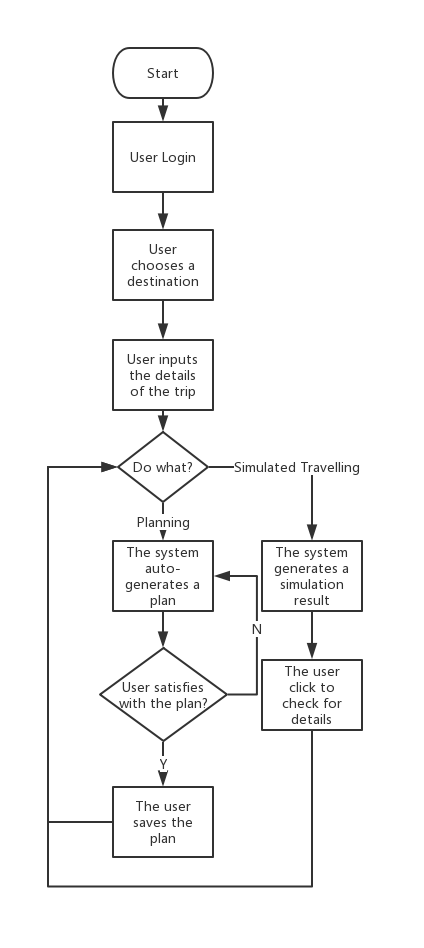 Start
User Login
User
chooses a
destination
User inputs
the details
of the trip
Do what?
Simulated Travelling
Planning
The system
auto-
generates a
plan
The system
generates a
simulation
result
N
User satisfies
with the plan?
The user
click to
check for
details
Y
The user
saves the
plan